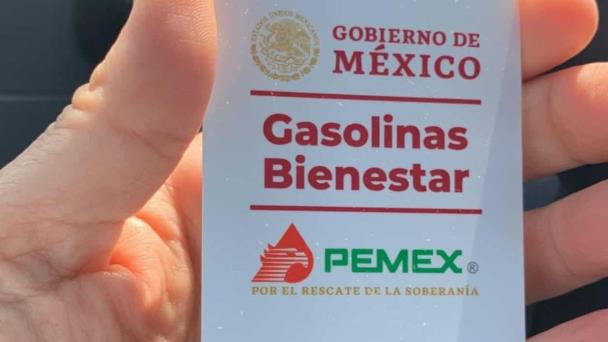 GOBIERNO DE
MÉXICO
Gasolinas
Bienestar
PEMEX®
POR EL RESCATE DE LA SOBERANÍA